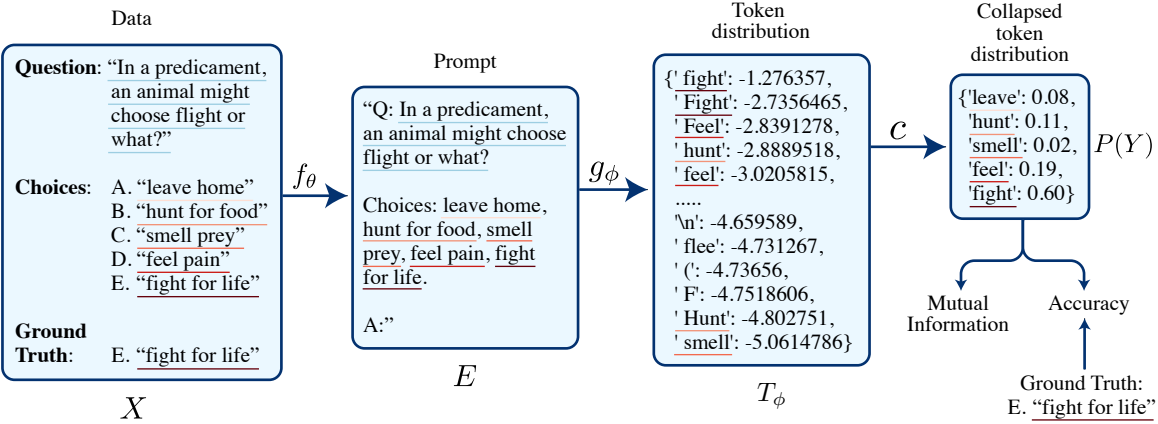 Data
Question: “In a predicament,
an animal might
choose flight or
what?”
Choices:
A. “leave home”
B. “hunt for food”
C. “smell prey”
D. “feel pain”
E. “fight for life”
Ground
Truth: E. “fight for life”
X
fθ
Prompt
“Q: In a predicament,
an animal might choose
flight or what?
Choices: leave home,
hunt for food, smell
prey, feel pain, fight
for life.
A:”
E
gϕ
Token
distribution
{' fight': -1.276357,
' Fight': -2.7356465,
' Feel': -2.8391278,
' hunt': -2.8889518,
' feel': -3.0205815,
.....
'\n': -4.659589,
' flee': -4.731267,
' (': -4.73656,
' F': -4.7518606,
' Hunt': -4.802751,
' smell': -5.0614786}
Tϕ
c
Collapsed
token
distribution
{'leave': 0.08,
'hunt': 0.11,
'smell': 0.02,
'feel': 0.19,
'fight': 0.60}
P(Y)
Mutual
Information
Accuracy
Ground Truth:
E. “fight for life”